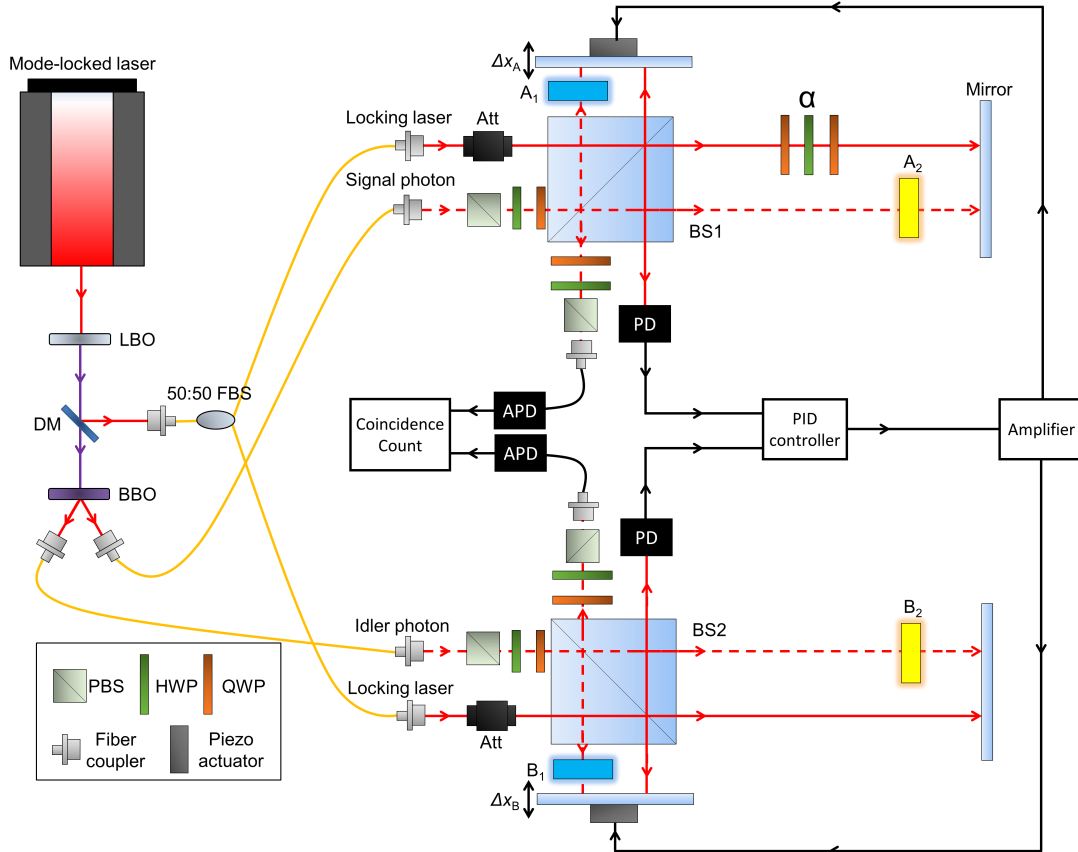 Mode-locked laser
Δx_A
A₁
Locking laser
Att
α
Mirror
Signal photon
A₂
BS1
LBO
PD
DM
50:50 FBS
Coincidence
Count
APD
APD
PID
controller
Amplifier
BBO
PD
Idler photon
BS2
B₂
Locking laser
Att
B₁
Δx_B
PBS
HWP
QWP
Fiber
coupler
Piezo
actuator